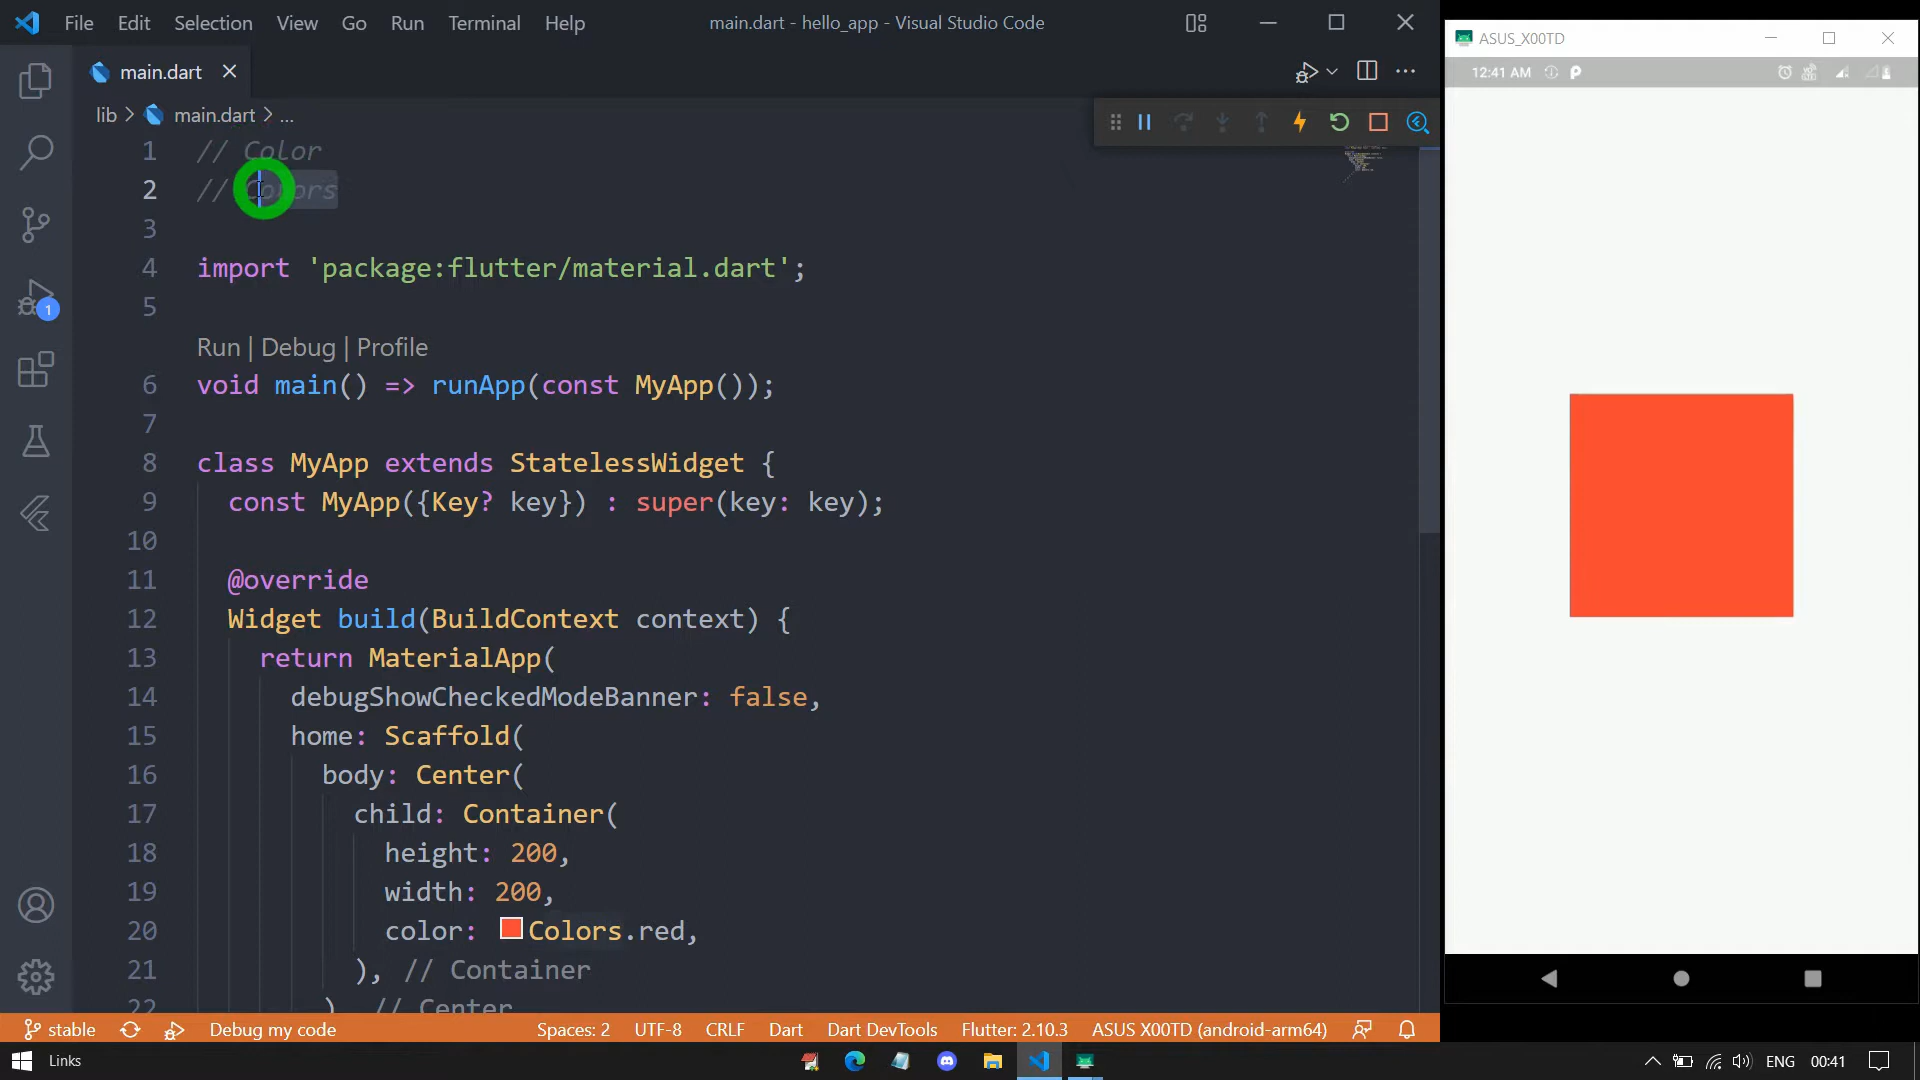 File Edit Selection View Go Run Terminal Help
main.dart - hello_app - Visual Studio Code
main.dart
lib > main.dart > ...
1 // Color
2 // Colors
3
4 import 'package:flutter/material.dart';
5
Run | Debug | Profile
6 void main() => runApp(const MyApp());
7
8 class MyApp extends StatelessWidget {
9 const MyApp({Key? key}) : super(key: key);
10
11 @override
12 Widget build(BuildContext context) {
13 return MaterialApp(
14 debugShowCheckedModeBanner: false,
15 home: Scaffold(
16 body: Center(
17 child: Container(
18 height: 200,
19 width: 200,
20 color: Colors.red,
21 ), // Container
22 ) // Center
1
stable Debug my code Spaces: 2 UTF-8 CRLF Dart Dart DevTools Flutter: 2.10.3 ASUS X00TD (android-arm64)
ASUS_X00TD
12:41 AM
Links
ENG 00:41